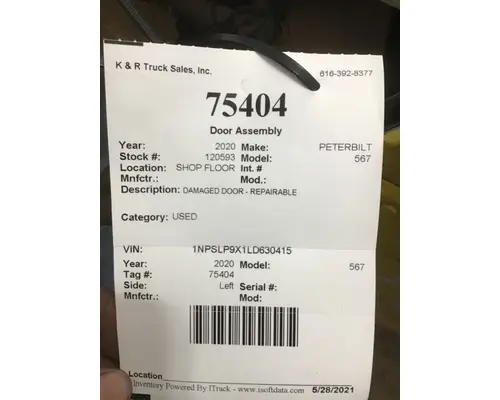 K & R Truck Sales, Inc. 616-392-8377
75404
Door Assembly
Year: 2020 Make: PETERBILT
Stock #: 120593 Model: 567
Location: SHOP FLOOR Int. #
Mnfctr.: Mod.:
Description: DAMAGED DOOR - REPAIRABLE
Category: USED
VIN: 1NPSLP9X1LD630415
Year: 2020 Model: 567
Tag #: 75404
Side: Left Serial #:
Mnfctr.: Mod:
Location
Inventory Powered By ITruck - www.isoftdata.com 5/28/2021